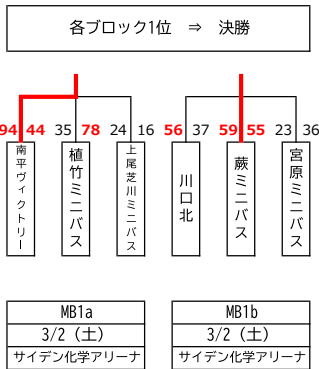 各ブロック1位 ⇒ 決勝
94 44 35 78 24 16 56 37 59 55 23 36
南平ヴィクトリー
植竹ミニバス
上尾芝川ミニバス
川口北
蕨ミニバス
宮原ミニバス
MB1a
3/2（土）
サイデン化学アリーナ
MB1b
3/2（土）
サイデン化学アリーナ